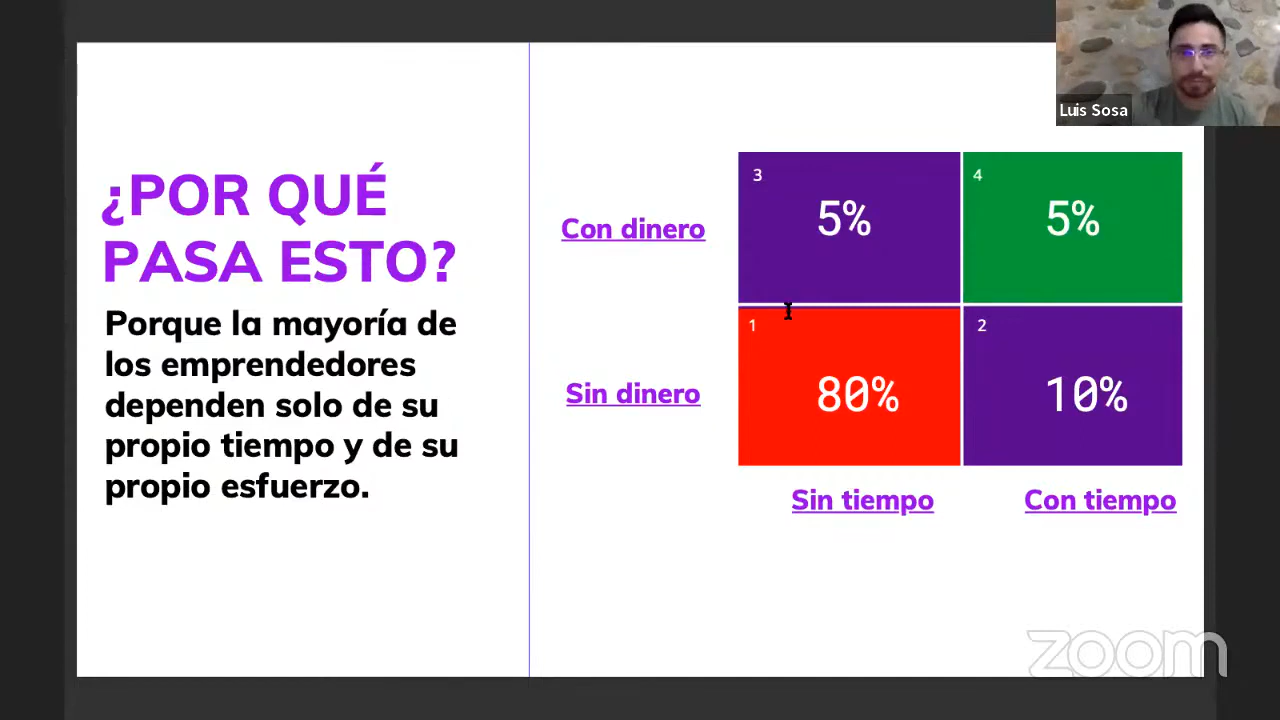 Luis Sosa
¿POR QUÉ
PASA ESTO?
Porque la mayoría de
los emprendedores
dependen solo de su
propio tiempo y de su
propio esfuerzo.
3
4
Con dinero
5%
5%
1
2
Sin dinero
80%
10%
Sin tiempo
Con tiempo
zoom